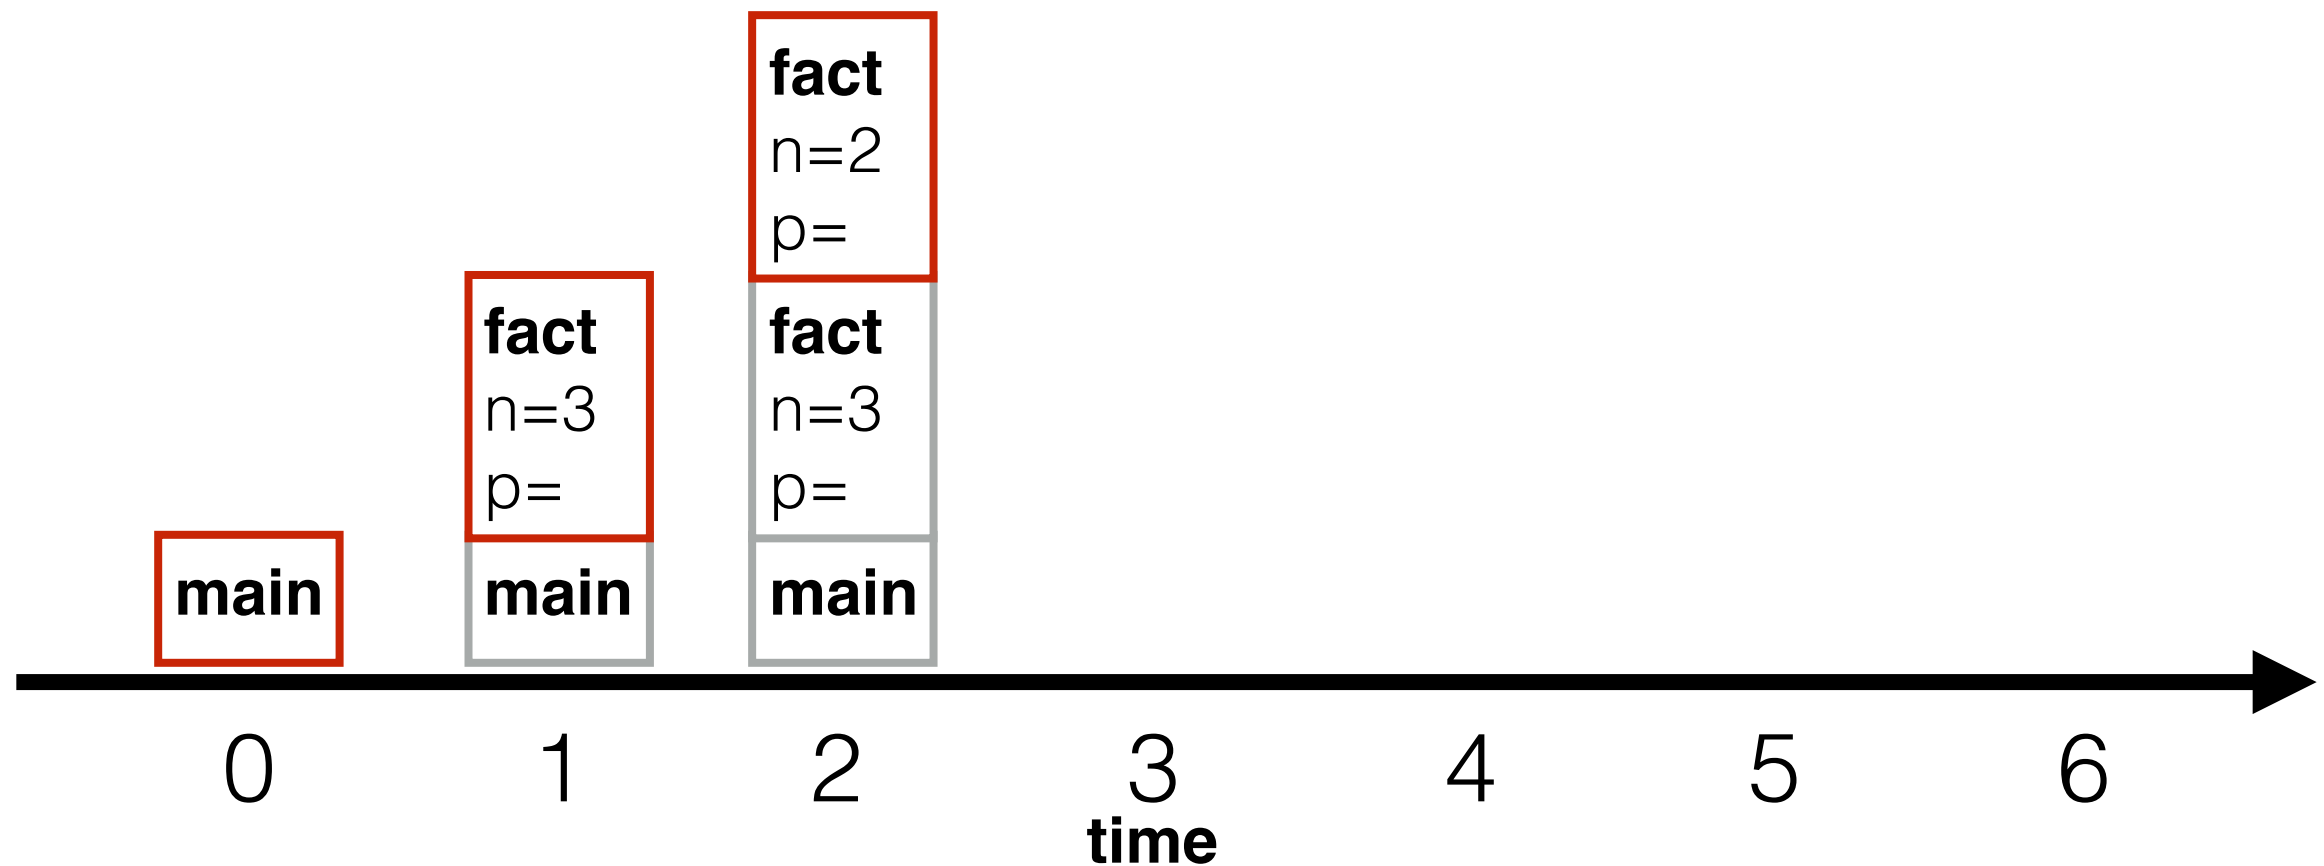 fact
n=2
p=
fact
n=3
p=
fact
n=3
p=
main
main
main
0 1 2 3 4 5 6
time